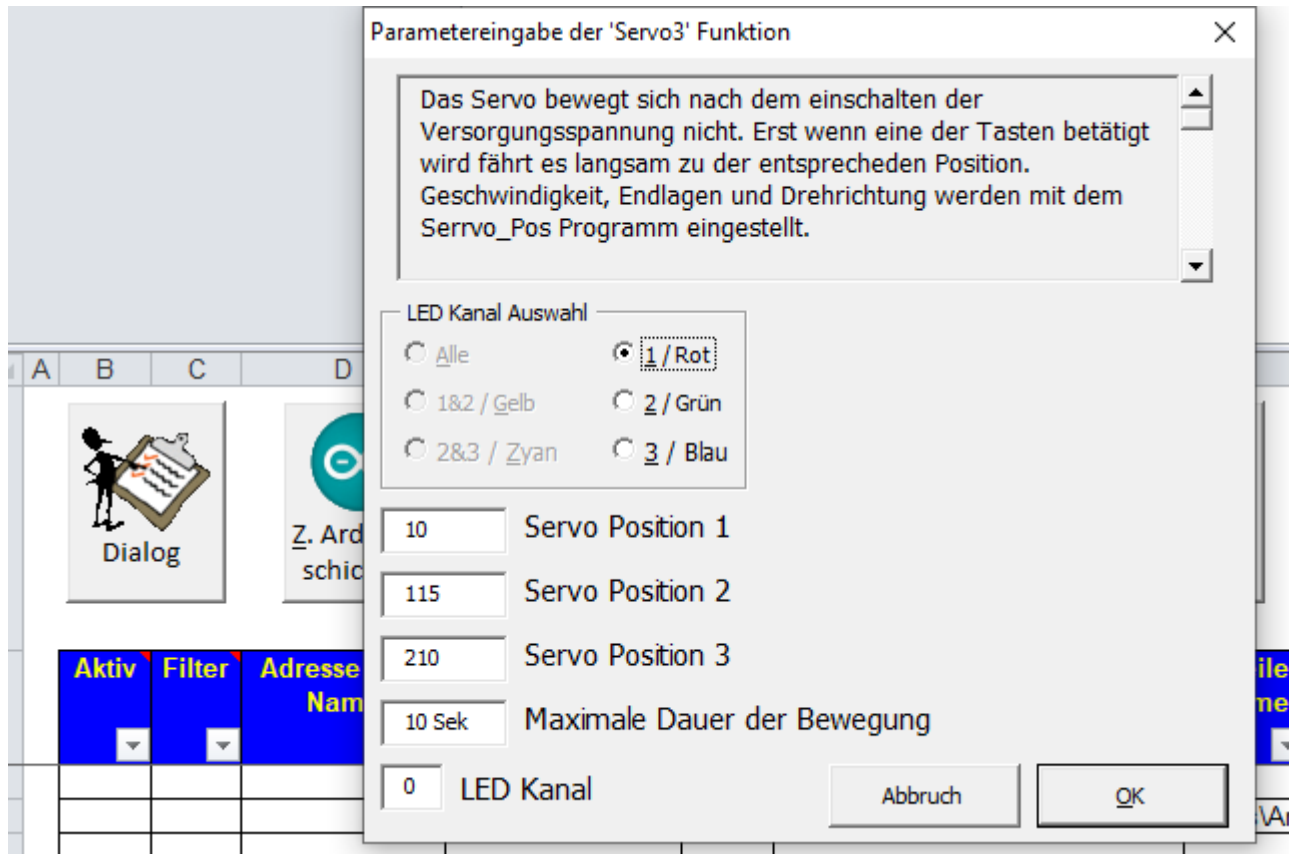 Parametereingabe der 'Servo3' Funktion
Das Servo bewegt sich nach dem einschalten der
Versorgungsspannung nicht. Erst wenn eine der Tasten betätigt
wird fährt es langsam zu der entsprecheden Position.
Geschwindigkeit, Endlagen und Drehrichtung werden mit dem
Serrvo_Pos Programm eingestellt.
LED Kanal Auswahl
Alle
1 / Rot
1&2 / Gelb
2 / Grün
2&3 / Zyan
3 / Blau
10 Servo Position 1
115 Servo Position 2
210 Servo Position 3
10 Sek Maximale Dauer der Bewegung
0 LED Kanal
Abbruch
OK
A B C D
Dialog
Z. Ard
schic
Aktiv
Filter
Adresse
Nam